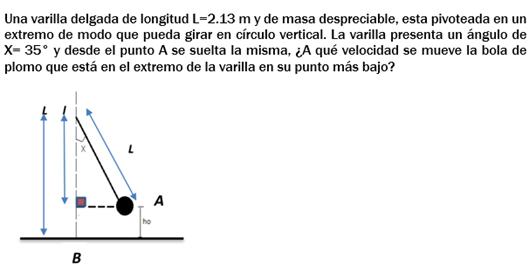 Una varilla delgada de longitud L=2.13 m y de masa despreciable, esta pivoteada en un
extremo de modo que pueda girar en círculo vertical. La varilla presenta un ángulo de
X= 35° y desde el punto A se suelta la misma, ¿A qué velocidad se mueve la bola de
plomo que está en el extremo de la varilla en su punto más bajo?
L l
X L
A
ho
B